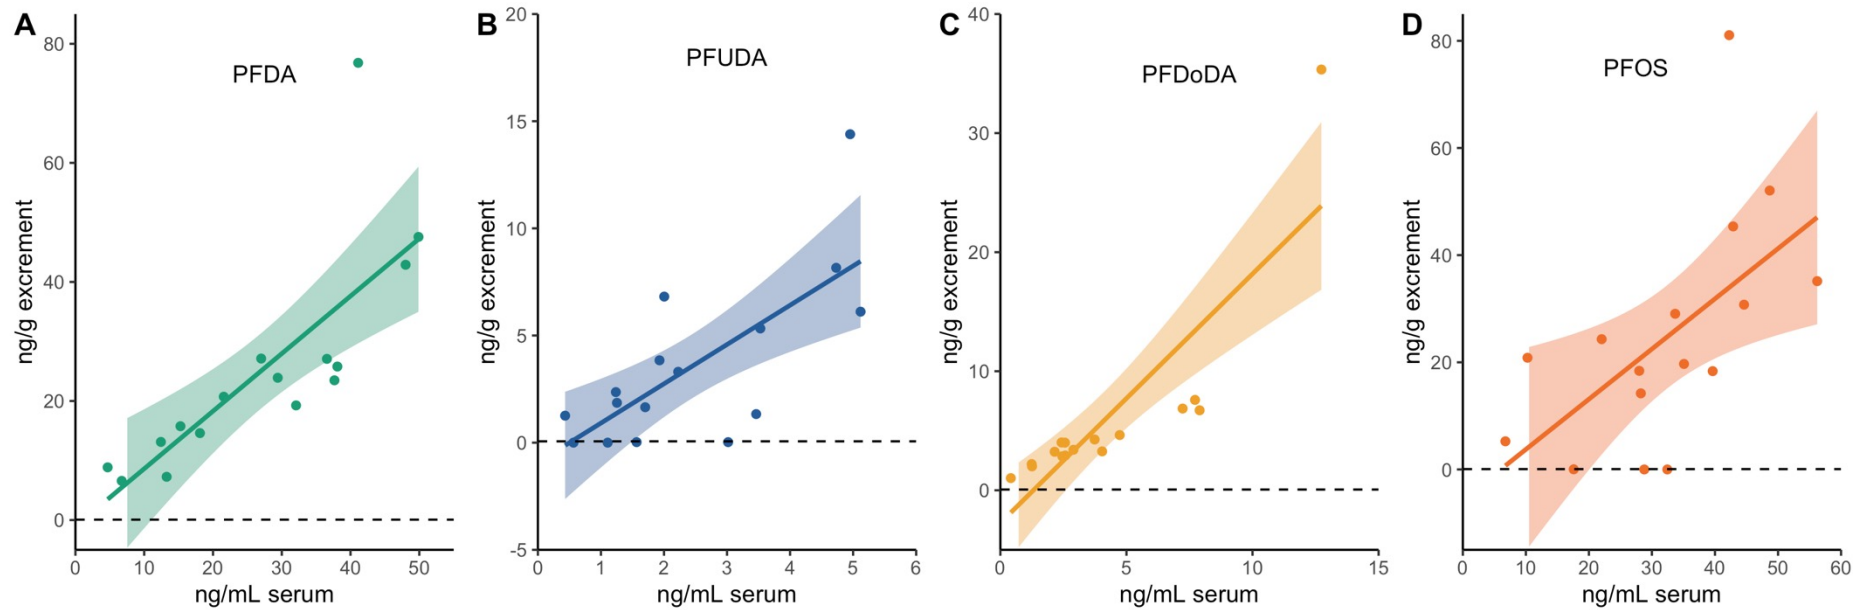 A
PFDA
80
60
40
20
0
0 10 20 30 40 50
ng/g excrement
ng/mL serum
B
PFUDA
20
15
10
5
0
-5
0 1 2 3 4 5 6
ng/g excrement
ng/mL serum
C
PFDoDA
40
30
20
10
0
0 5 10 15
ng/g excrement
ng/mL serum
D
PFOS
80
60
40
20
0
0 10 20 30 40 50 60
ng/g excrement
ng/mL serum